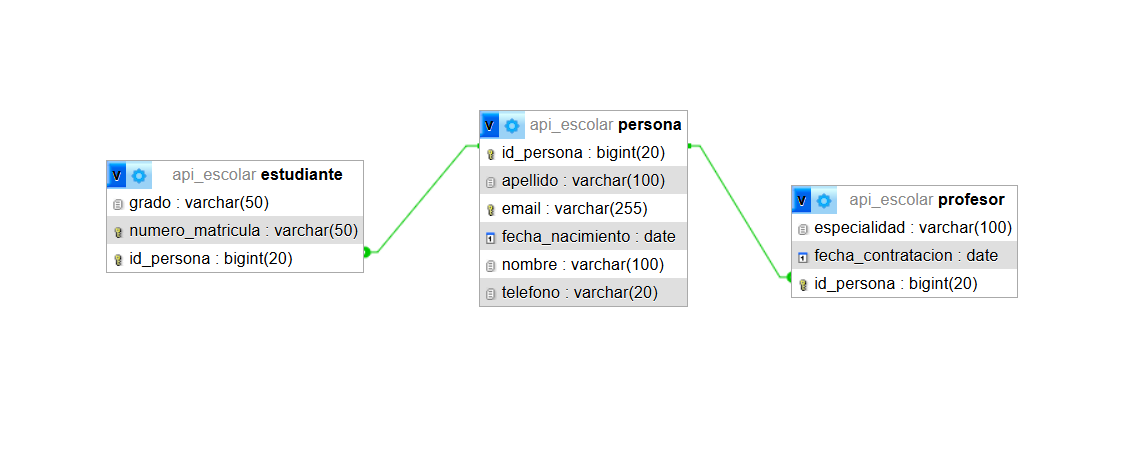 v api_escolar estudiante
grado : varchar(50)
numero_matricula : varchar(50)
id_persona : bigint(20)
v api_escolar persona
id_persona : bigint(20)
apellido : varchar(100)
email : varchar(255)
fecha_nacimiento : date
nombre : varchar(100)
telefono : varchar(20)
v api_escolar profesor
especialidad : varchar(100)
fecha_contratacion : date
id_persona : bigint(20)